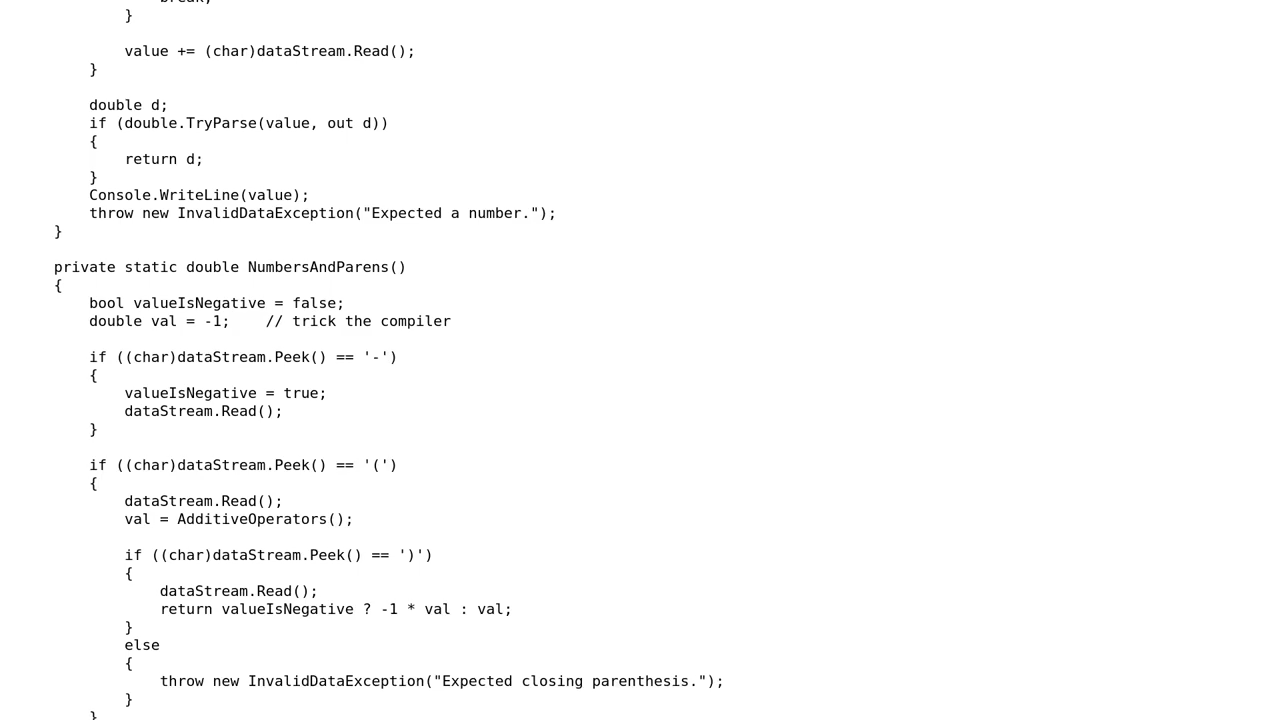 break;
            }

            value += (char)dataStream.Read();
        }

        double d;
        if (double.TryParse(value, out d))
        {
            return d;
        }
        Console.WriteLine(value);
        throw new InvalidDataException("Expected a number.");
    }

    private static double NumbersAndParens()
    {
        bool valueIsNegative = false;
        double val = -1;    // trick the compiler

        if ((char)dataStream.Peek() == '-')
        {
            valueIsNegative = true;
            dataStream.Read();
        }

        if ((char)dataStream.Peek() == '(')
        {
            dataStream.Read();
            val = AdditiveOperators();

            if ((char)dataStream.Peek() == ')')
            {
                dataStream.Read();
                return valueIsNegative ? -1 * val : val;
            }
            else
            {
                throw new InvalidDataException("Expected closing parenthesis.");
            }
        }